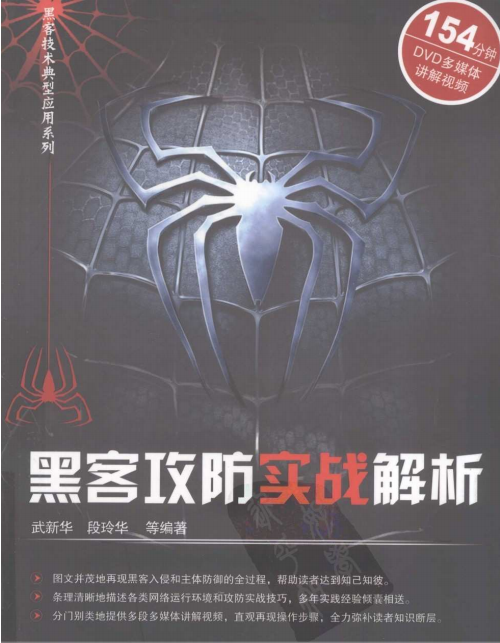 黑客技术典型应用系列
154分钟
DVD多媒体
讲解视频
黑客攻防实战解析
武新华 段玲华 等编著
图文并茂地再现黑客入侵和主体防御的全过程，帮助读者达到知己知彼。
条理清晰地描述各类网络运行环境和攻防实战技巧，多年实践经验倾囊相送。
分门别类地提供多段多媒体讲解视频，直观再现操作步骤，全力弥补读者知识断层。